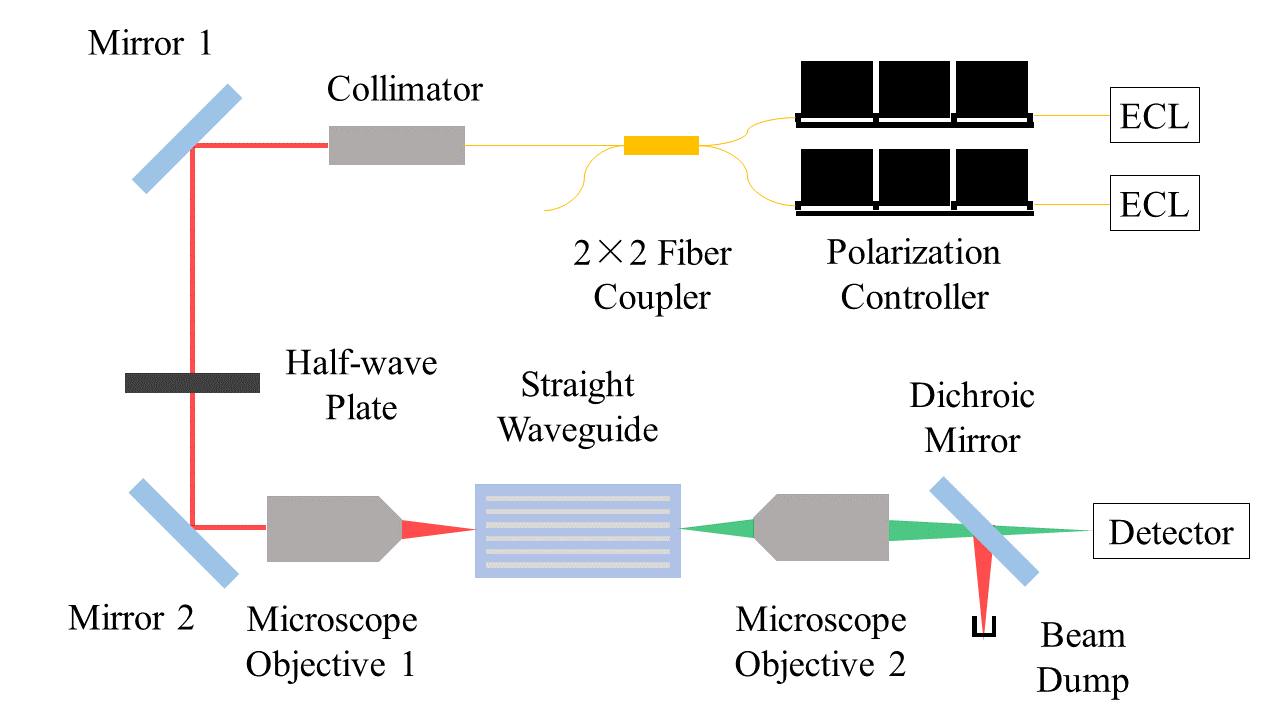 Mirror 1
Collimator
ECL
ECL
2×2 Fiber
Coupler
Polarization
Controller
Half-wave
Plate
Straight
Waveguide
Dichroic
Mirror
Detector
Mirror 2
Microscope
Objective 1
Microscope
Objective 2
Beam
Dump